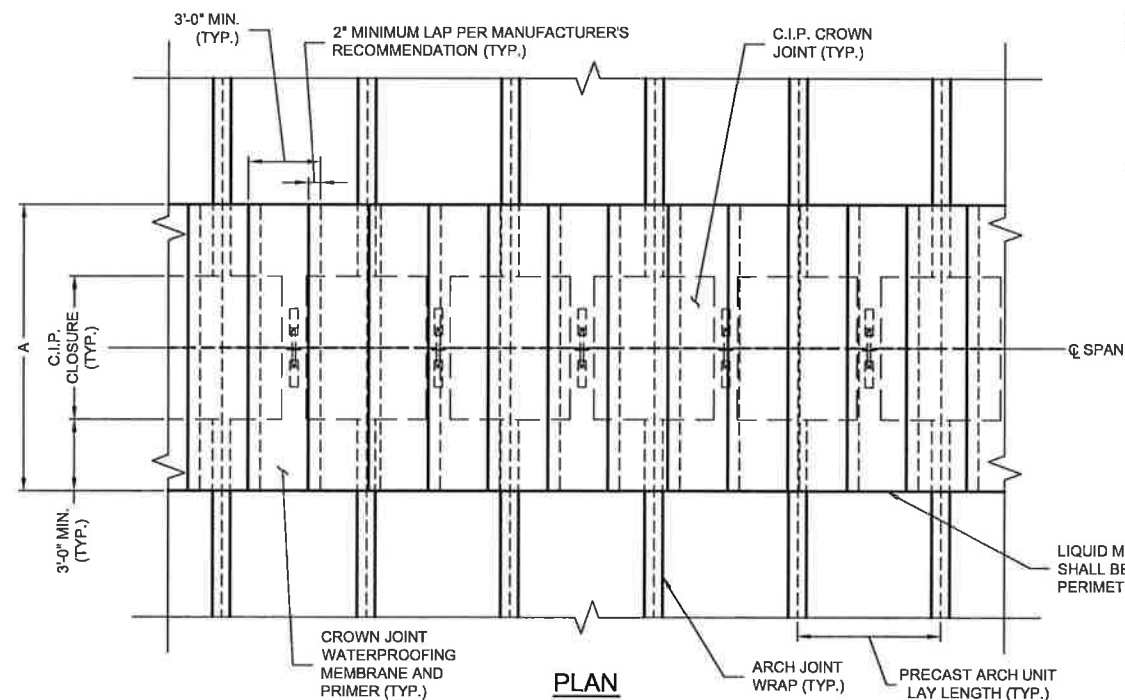 3'-0" MIN.
(TYP.)
2" MINIMUM LAP PER MANUFACTURER'S
RECOMMENDATION (TYP.)
C.I.P. CROWN
JOINT (TYP.)
A
C.I.P.
CLOSURE
(TYP.)
℄ SPAN
3'-0" MIN.
(TYP.)
LIQUID M
SHALL BE
PERIMET
CROWN JOINT
WATERPROOFING
MEMBRANE AND
PRIMER (TYP.)
ARCH JOINT
WRAP (TYP.)
PRECAST ARCH UNIT
LAY LENGTH (TYP.)
PLAN